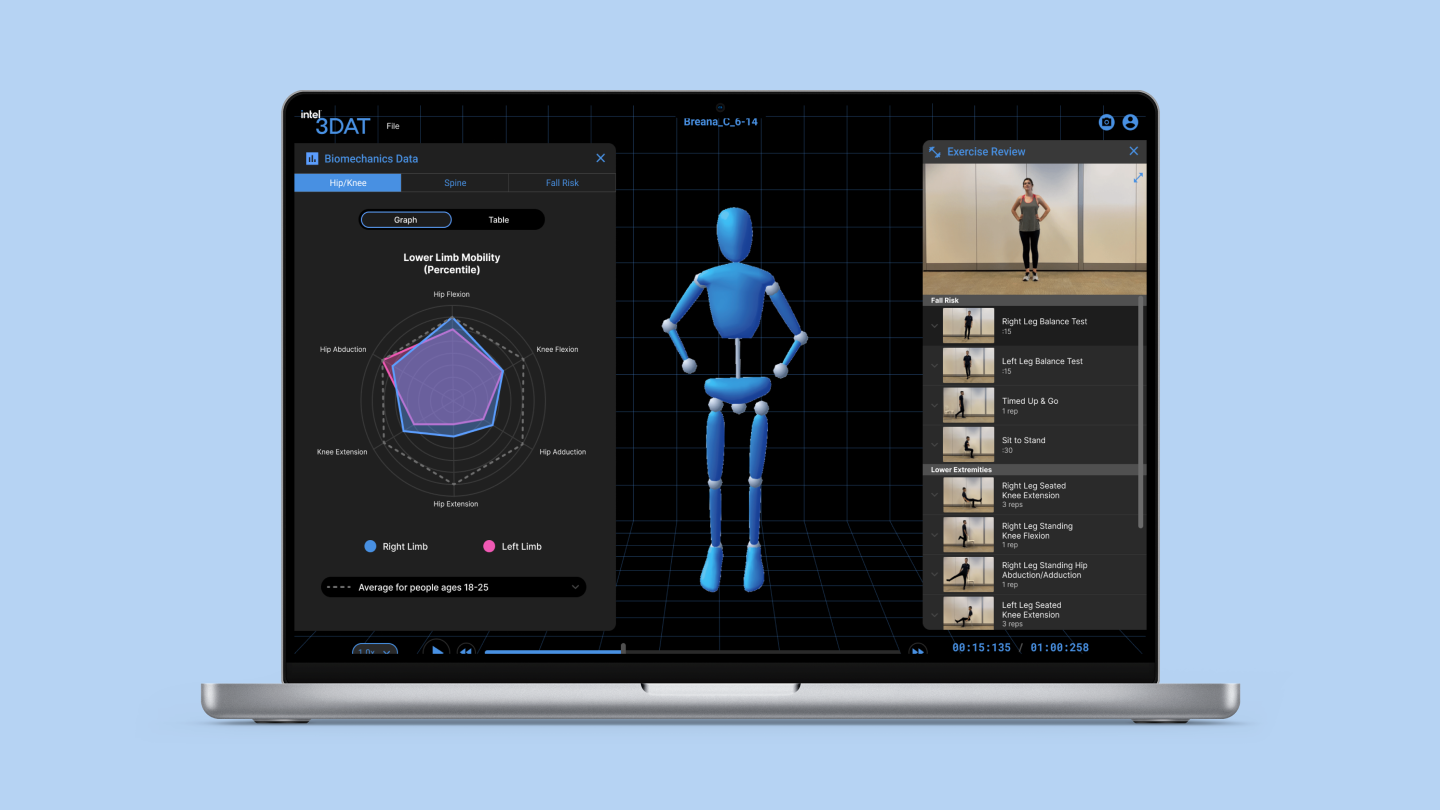 intel
3DAT
File
Breana_C_6-14
Biomechanics Data
Hip/Knee
Spine
Fall Risk
Graph
Table
Lower Limb Mobility
(Percentile)
Hip Flexion
Hip Abduction
Knee Flexion
Knee Extension
Hip Adduction
Hip Extension
Right Limb
Left Limb
Average for people ages 18-25
1.0x
00:15:135 / 01:00:258
Exercise Review
Fall Risk
Right Leg Balance Test
:15
Left Leg Balance Test
:15
Timed Up & Go
1 rep
Sit to Stand
:30
Lower Extremities
Right Leg Seated
Knee Extension
3 reps
Right Leg Standing
Knee Flexion
1 rep
Right Leg Standing Hip
Abduction/Adduction
1 rep
Left Leg Seated
Knee Extension
3 reps